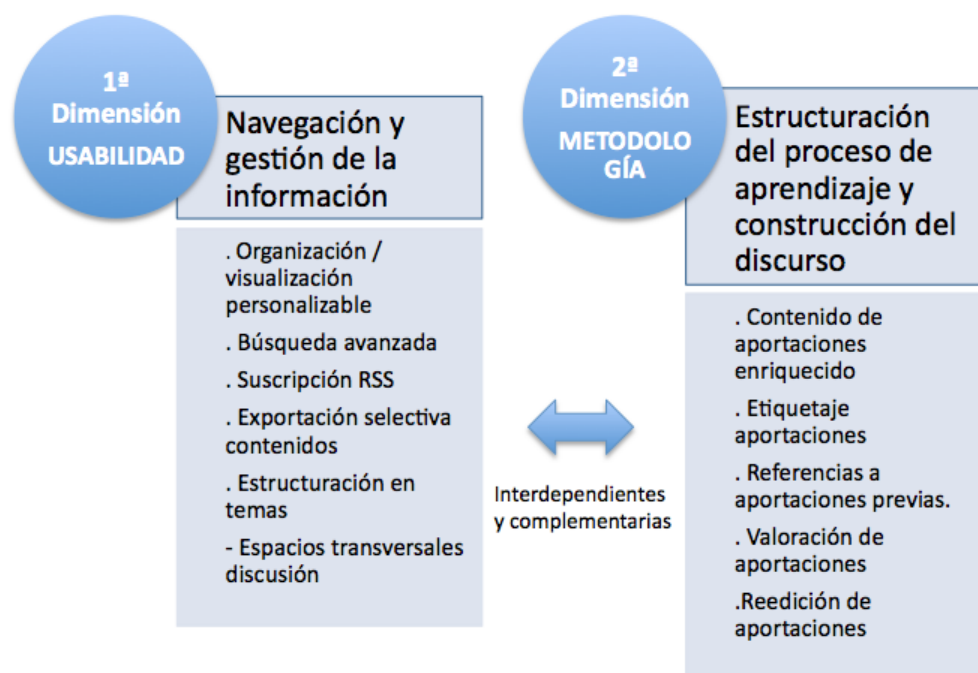 1ª
Dimensión
USABILIDAD
Navegación y
gestión de la
información
. Organización /
visualización
personalizable
. Búsqueda avanzada
. Suscripción RSS
. Exportación selectiva
contenidos
. Estructuración en
temas
- Espacios transversales
discusión
Interdependientes
y complementarias
2ª
Dimensión
METODOLO
GÍA
Estructuración
del proceso de
aprendizaje y
construcción del
discurso
. Contenido de
aportaciones
enriquecido
. Etiquetaje
aportaciones
. Referencias a
aportaciones previas.
. Valoración de
aportaciones
.Reedición de
aportaciones